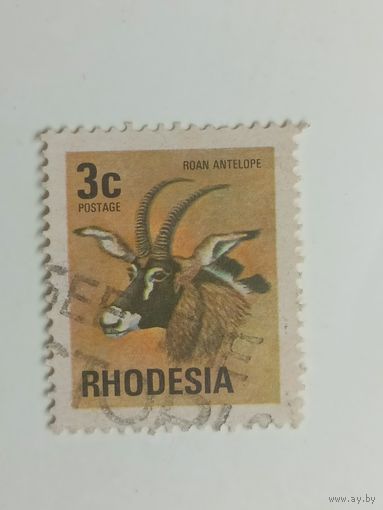 ROAN ANTELOPE
3c
POSTAGE
RHODESIA
www.ay.by